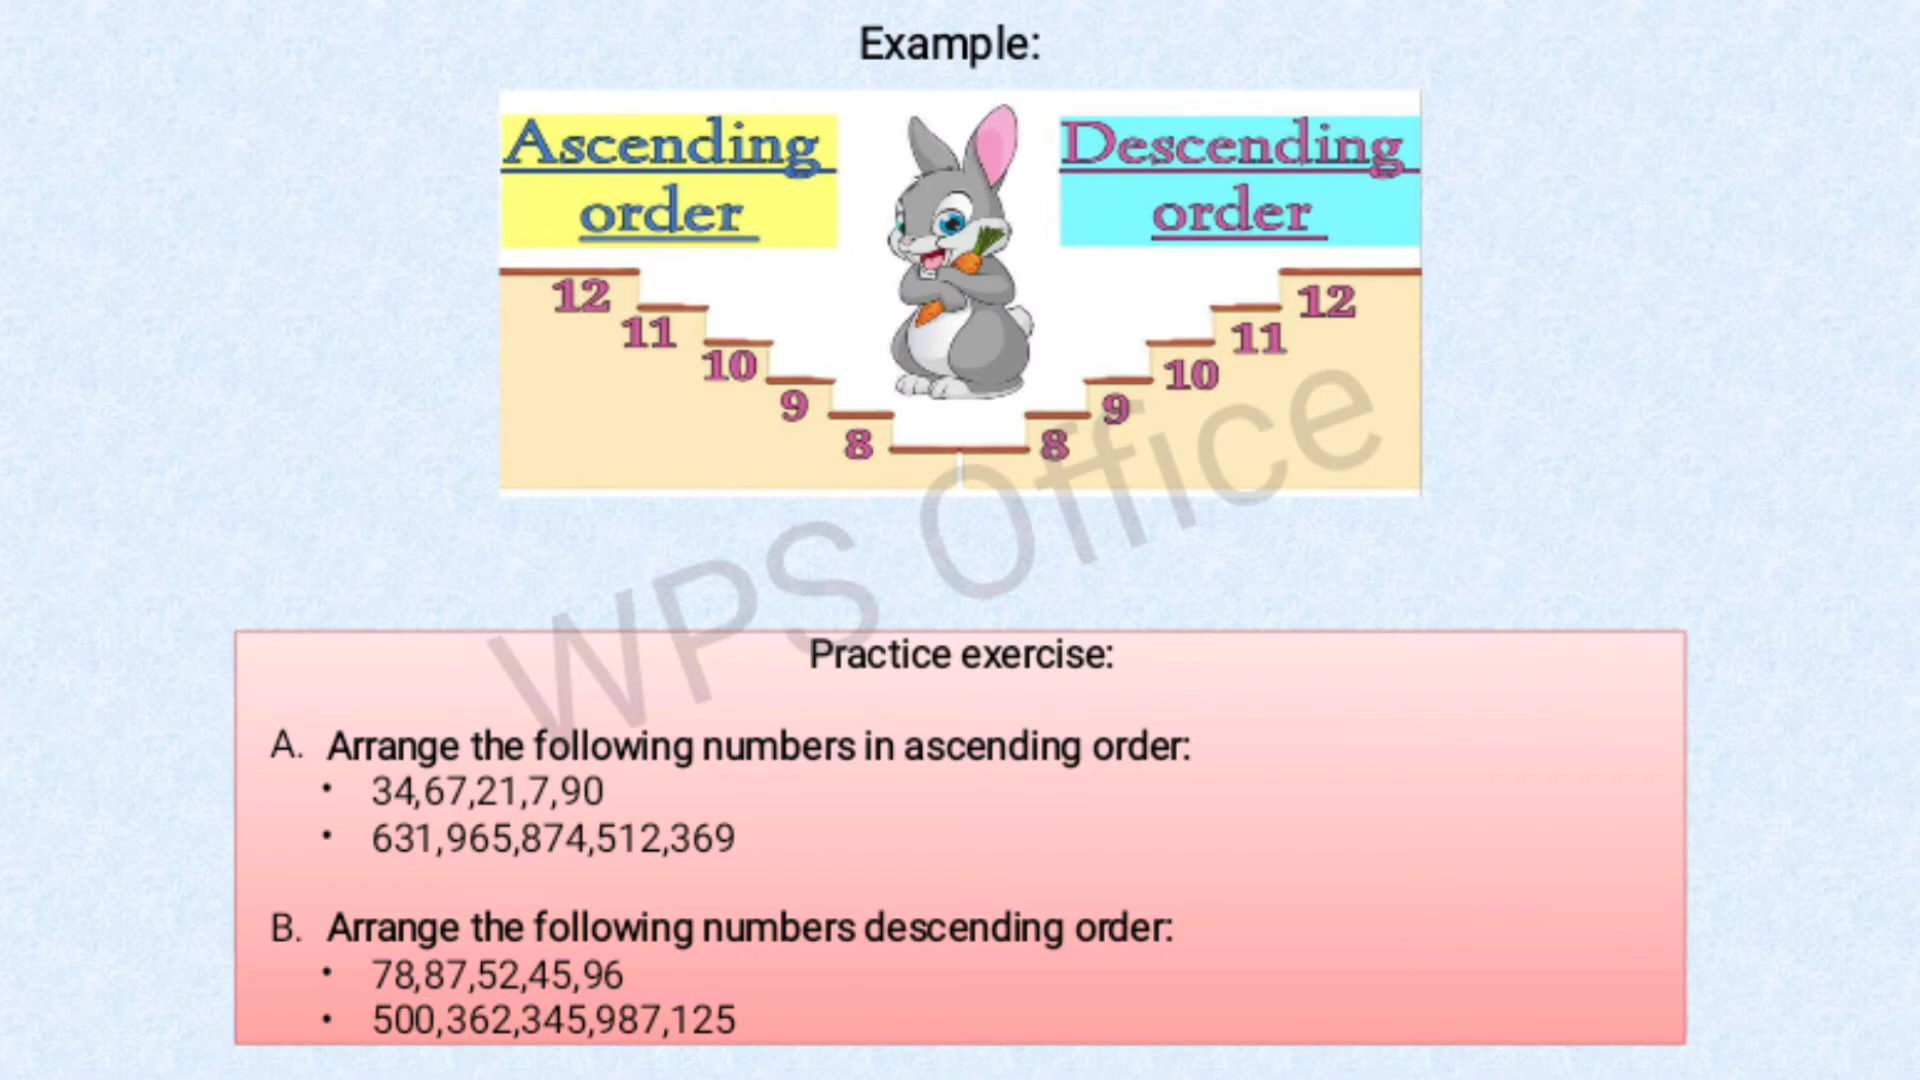 Example:
Ascending
order
Descending
order
12
11
10
9
8
12
11
10
9
8
WPS Office
Practice exercise:
A. Arrange the following numbers in ascending order:
• 34,67,21,7,90
• 631,965,874,512,369
B. Arrange the following numbers descending order:
• 78,87,52,45,96
• 500,362,345,987,125